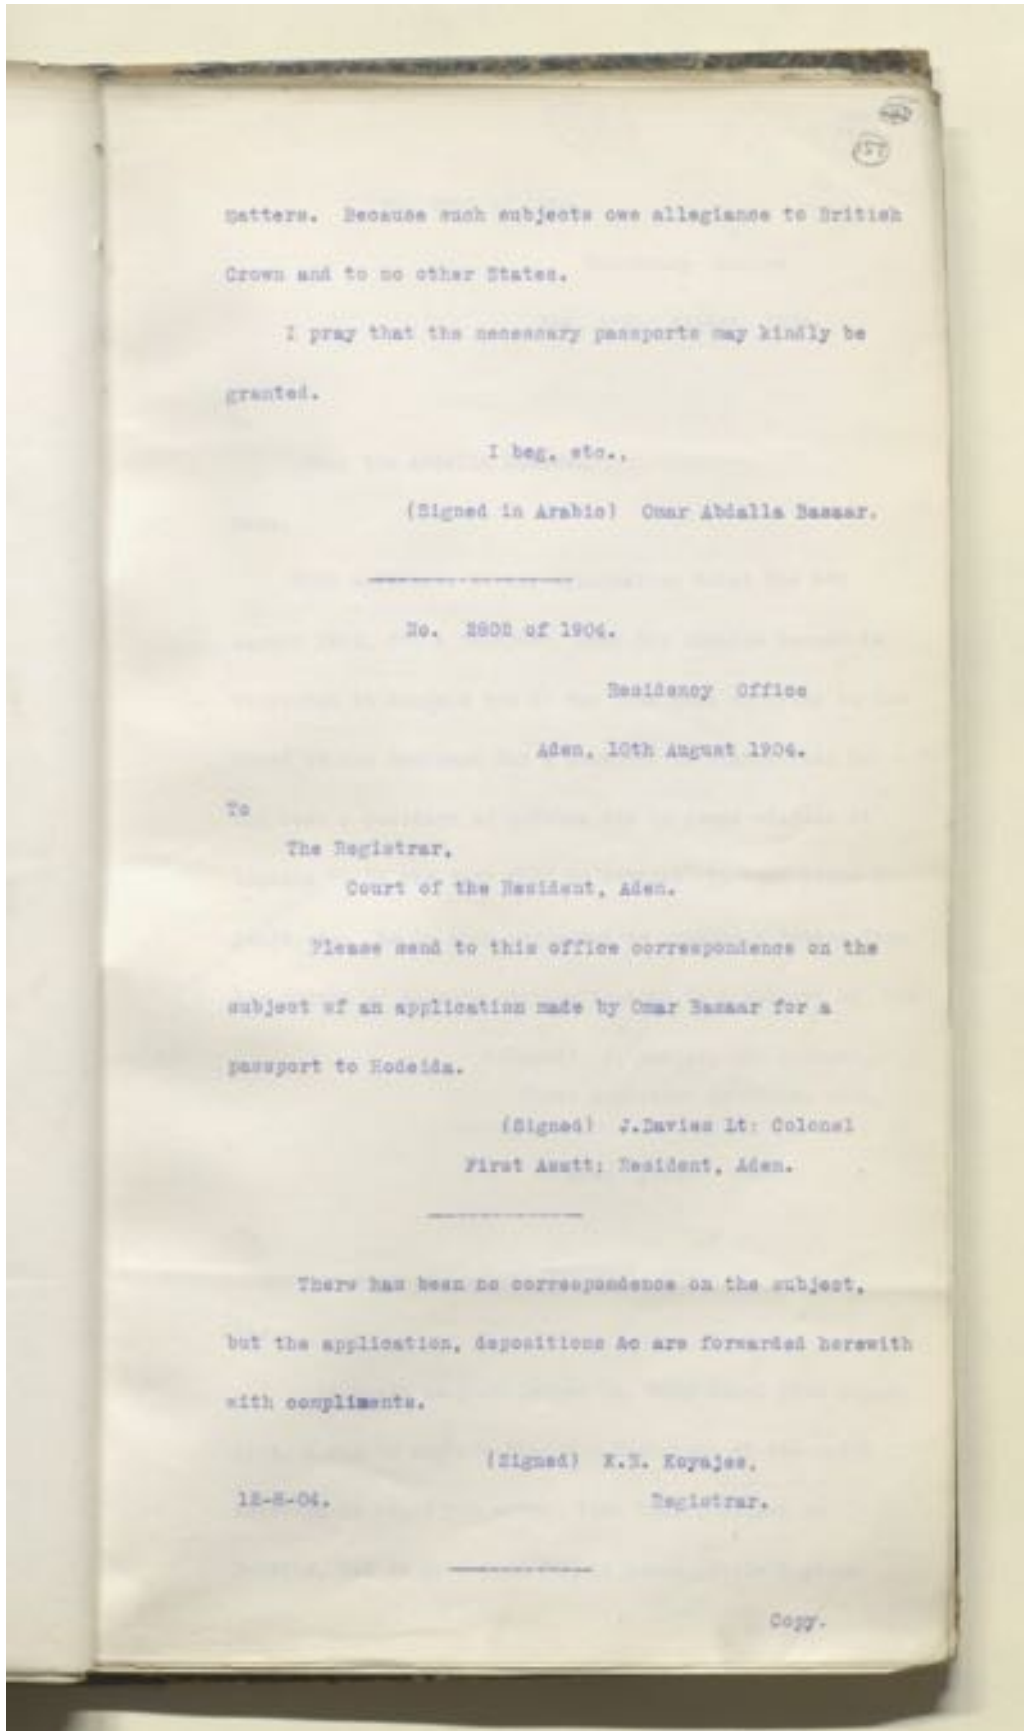 157
matters. Because such subjects owe allegiance to British
Crown and to no other States.
I pray that the necessary passports may kindly be
granted.
I beg, etc.,
(Signed in Arabic) Omar Abdalla Basaar.
No. 2802 of 1904.
Residency Office
Aden, 10th August 1904.
To
The Registrar,
Court of the Resident, Aden.
Please send to this office correspondence on the
subject of an application made by Omar Basaar for a
passport to Hodeida.
(Signed) J.Davies Lt: Colonel
First Asstt: Resident, Aden.
There has been no correspondence on the subject,
but the application, depositions &c are forwarded herewith
with compliments.
(Signed) Koyajee,
12-8-04. Registrar.
Copy.